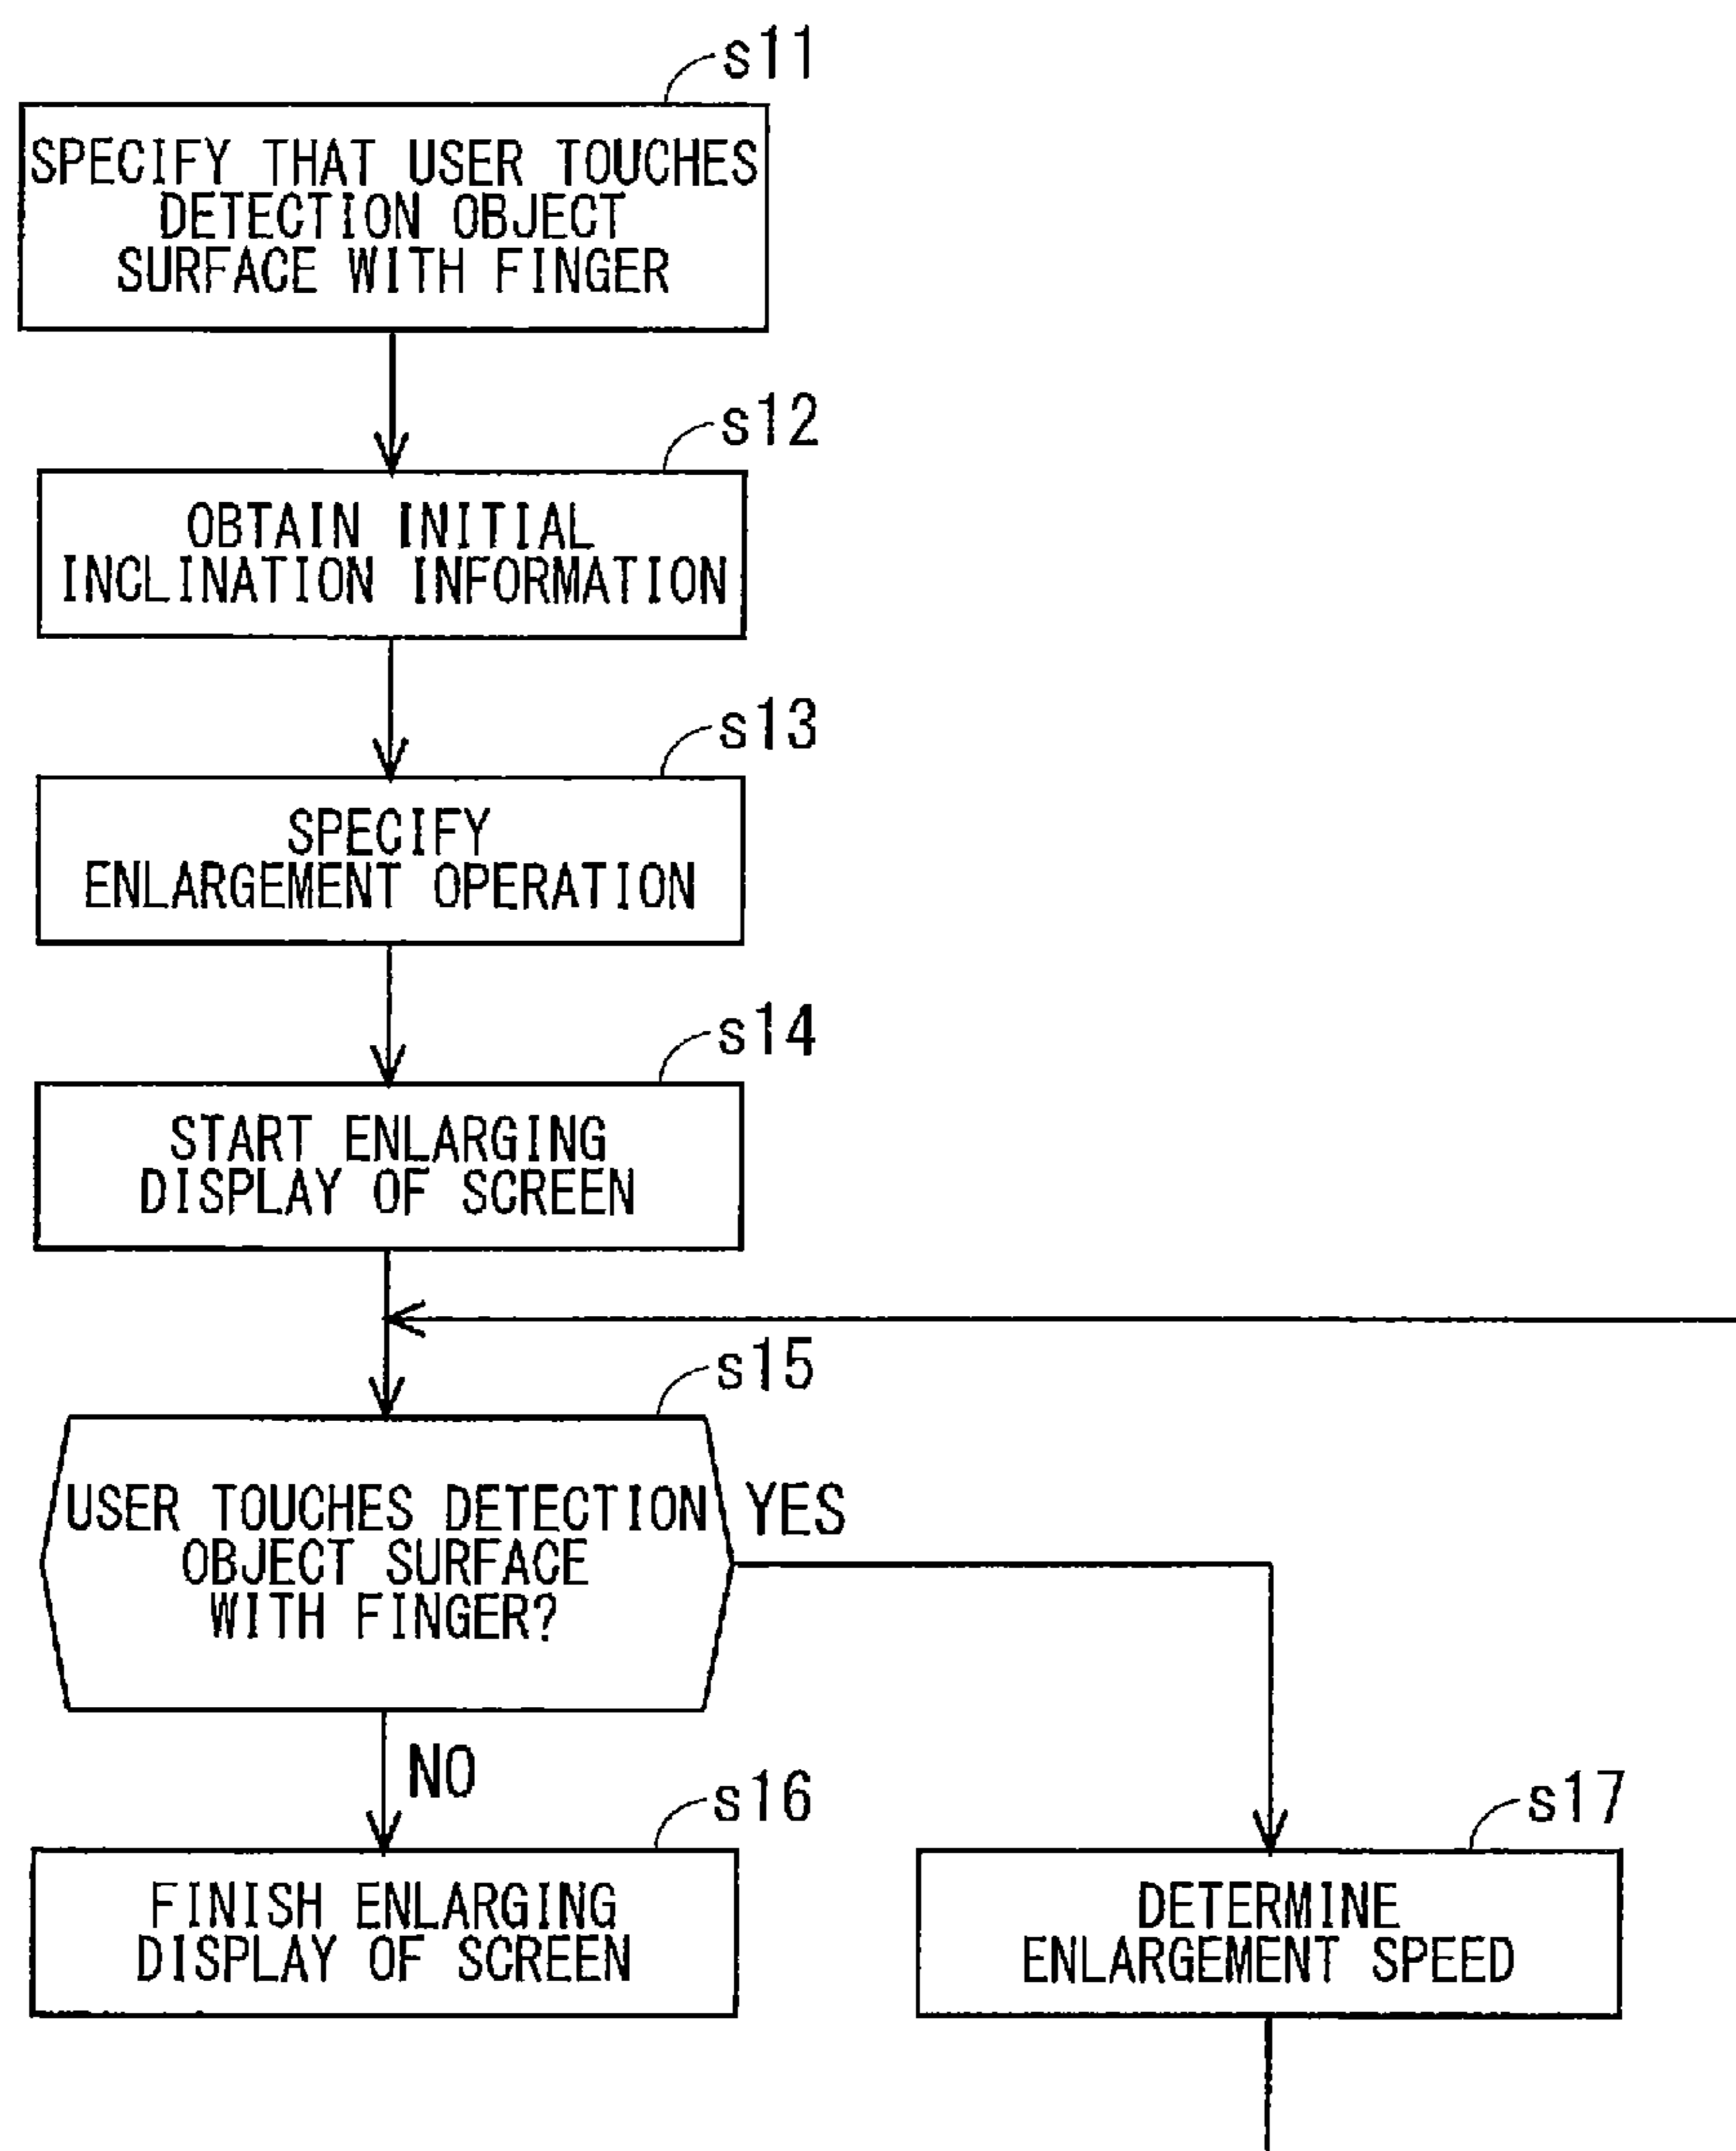 s11
SPECIFY THAT USER TOUCHES
DETECTION OBJECT
SURFACE WITH FINGER
s12
OBTAIN INITIAL
INCLINATION INFORMATION
s13
SPECIFY
ENLARGEMENT OPERATION
s14
START ENLARGING
DISPLAY OF SCREEN
s15
USER TOUCHES DETECTION
OBJECT SURFACE
WITH FINGER?
YES
NO
s16
FINISH ENLARGING
DISPLAY OF SCREEN
s17
DETERMINE
ENLARGEMENT SPEED